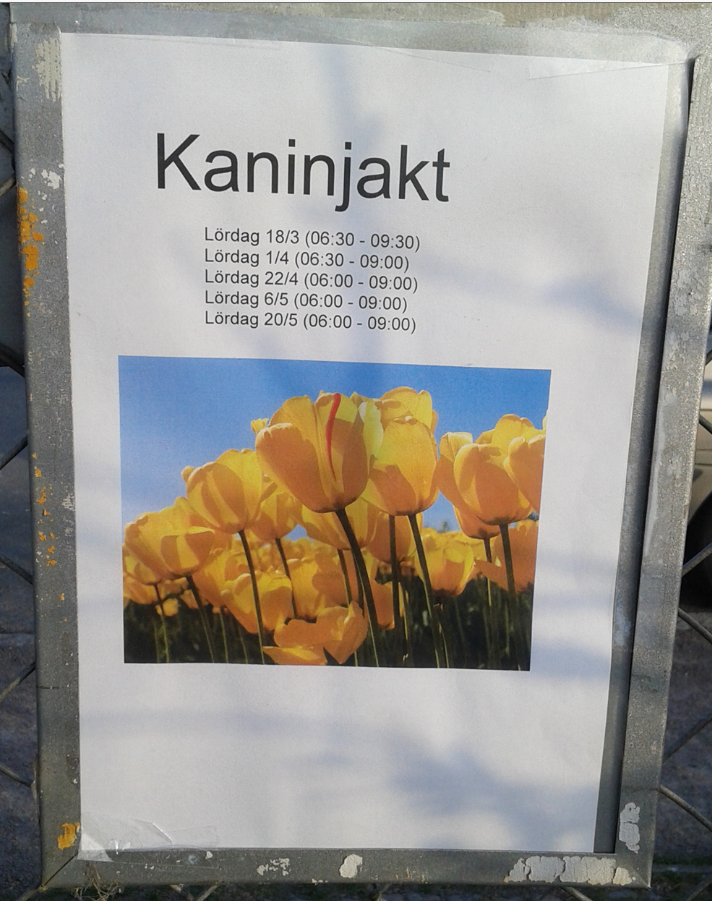 Kaninjakt
Lördag 18/3 (06:30 - 09:30)
Lördag 1/4 (06:30 - 09:00)
Lördag 22/4 (06:00 - 09:00)
Lördag 6/5 (06:00 - 09:00)
Lördag 20/5 (06:00 - 09:00)